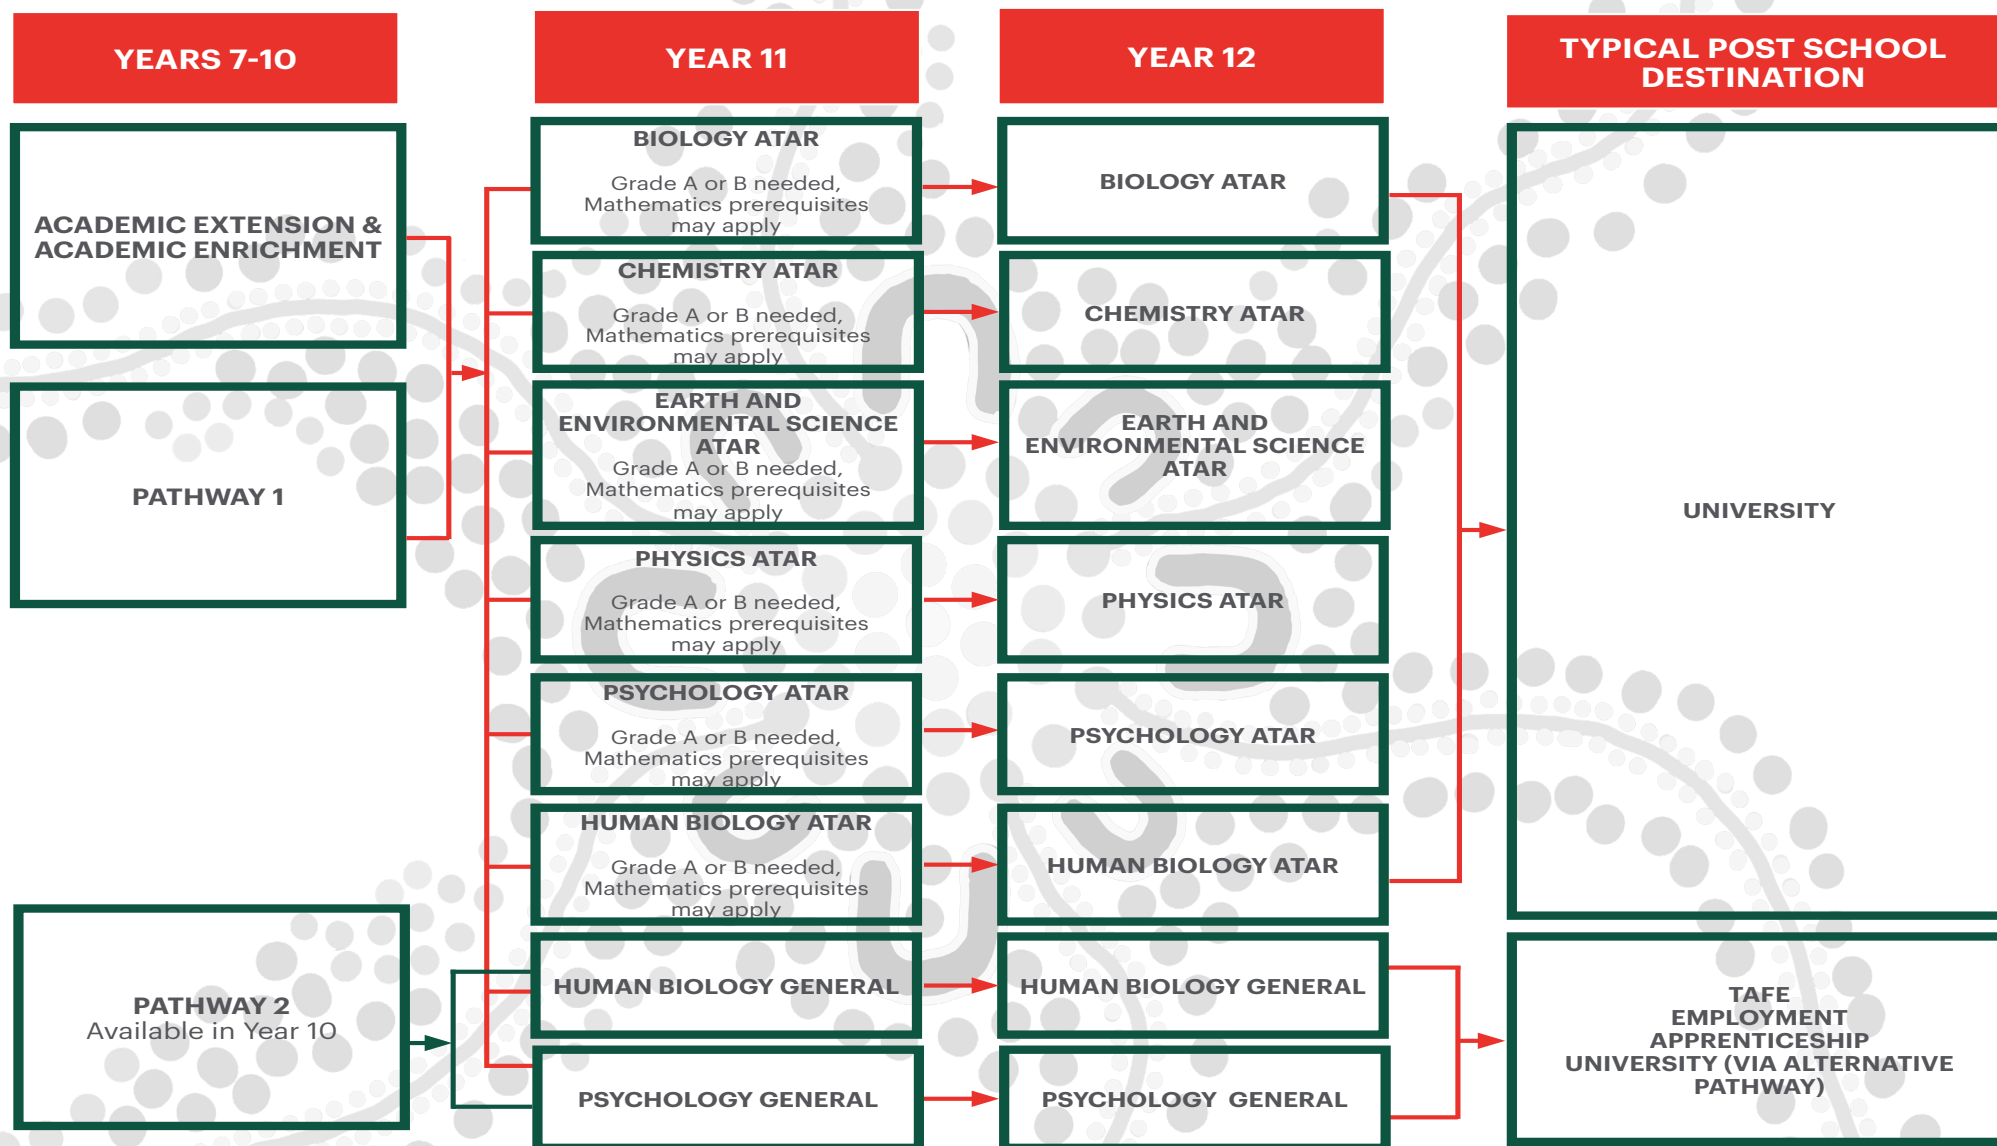 YEARS 7-10
YEAR 11
YEAR 12
TYPICAL POST SCHOOL
DESTINATION
ACADEMIC EXTENSION &
ACADEMIC ENRICHMENT
PATHWAY 1
PATHWAY 2
Available in Year 10
BIOLOGY ATAR
Grade A or B needed,
Mathematics prerequisites
may apply
CHEMISTRY ATAR
Grade A or B needed,
Mathematics prerequisites
may apply
EARTH AND
ENVIRONMENTAL SCIENCE
ATAR
Grade A or B needed,
Mathematics prerequisites
may apply
PHYSICS ATAR
Grade A or B needed,
Mathematics prerequisites
may apply
PSYCHOLOGY ATAR
Grade A or B needed,
Mathematics prerequisites
may apply
HUMAN BIOLOGY ATAR
Grade A or B needed,
Mathematics prerequisites
may apply
HUMAN BIOLOGY GENERAL
PSYCHOLOGY GENERAL
BIOLOGY ATAR
CHEMISTRY ATAR
EARTH AND
ENVIRONMENTAL SCIENCE
ATAR
PHYSICS ATAR
PSYCHOLOGY ATAR
HUMAN BIOLOGY ATAR
HUMAN BIOLOGY GENERAL
PSYCHOLOGY GENERAL
UNIVERSITY
TAFE
EMPLOYMENT
APPRENTICESHIP
UNIVERSITY (VIA ALTERNATIVE
PATHWAY)